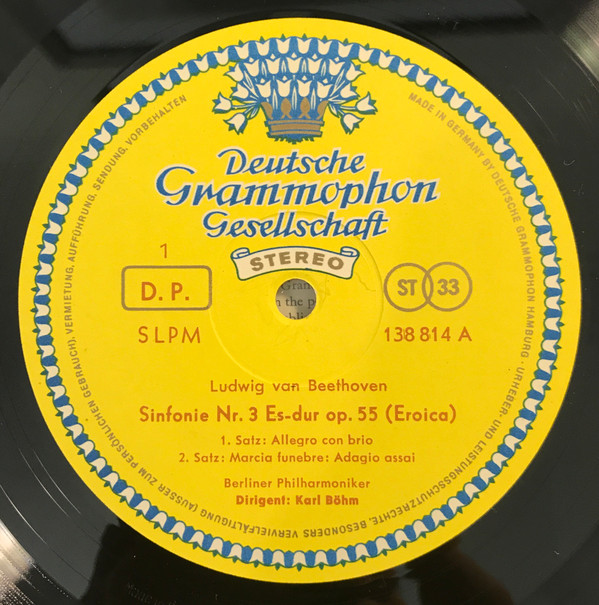 Deutsche
Grammophon
Gesellschaft
STEREO
1
D. P.
SLPM
ST 33
138 814 A
Ludwig van Beethoven
Sinfonie Nr. 3 Es-dur op. 55 (Eroica)
1. Satz: Allegro con brio
2. Satz: Marcia funebre: Adagio assai
Berliner Philharmoniker
Dirigent: Karl Böhm
MADE IN GERMANY BY DEUTSCHE GRAMMOPHON HAMBURG · URHEBER- UND LEISTUNGSSCHUTZRECHTE, BESONDERS VERVIELFÄLTIGUNG (AUSSER ZUM PERSÖNLICHEN GEBRAUCH), VERMIETUNG, AUFFÜHRUNG, SENDUNG, VORBEHALTEN
Gram
the p